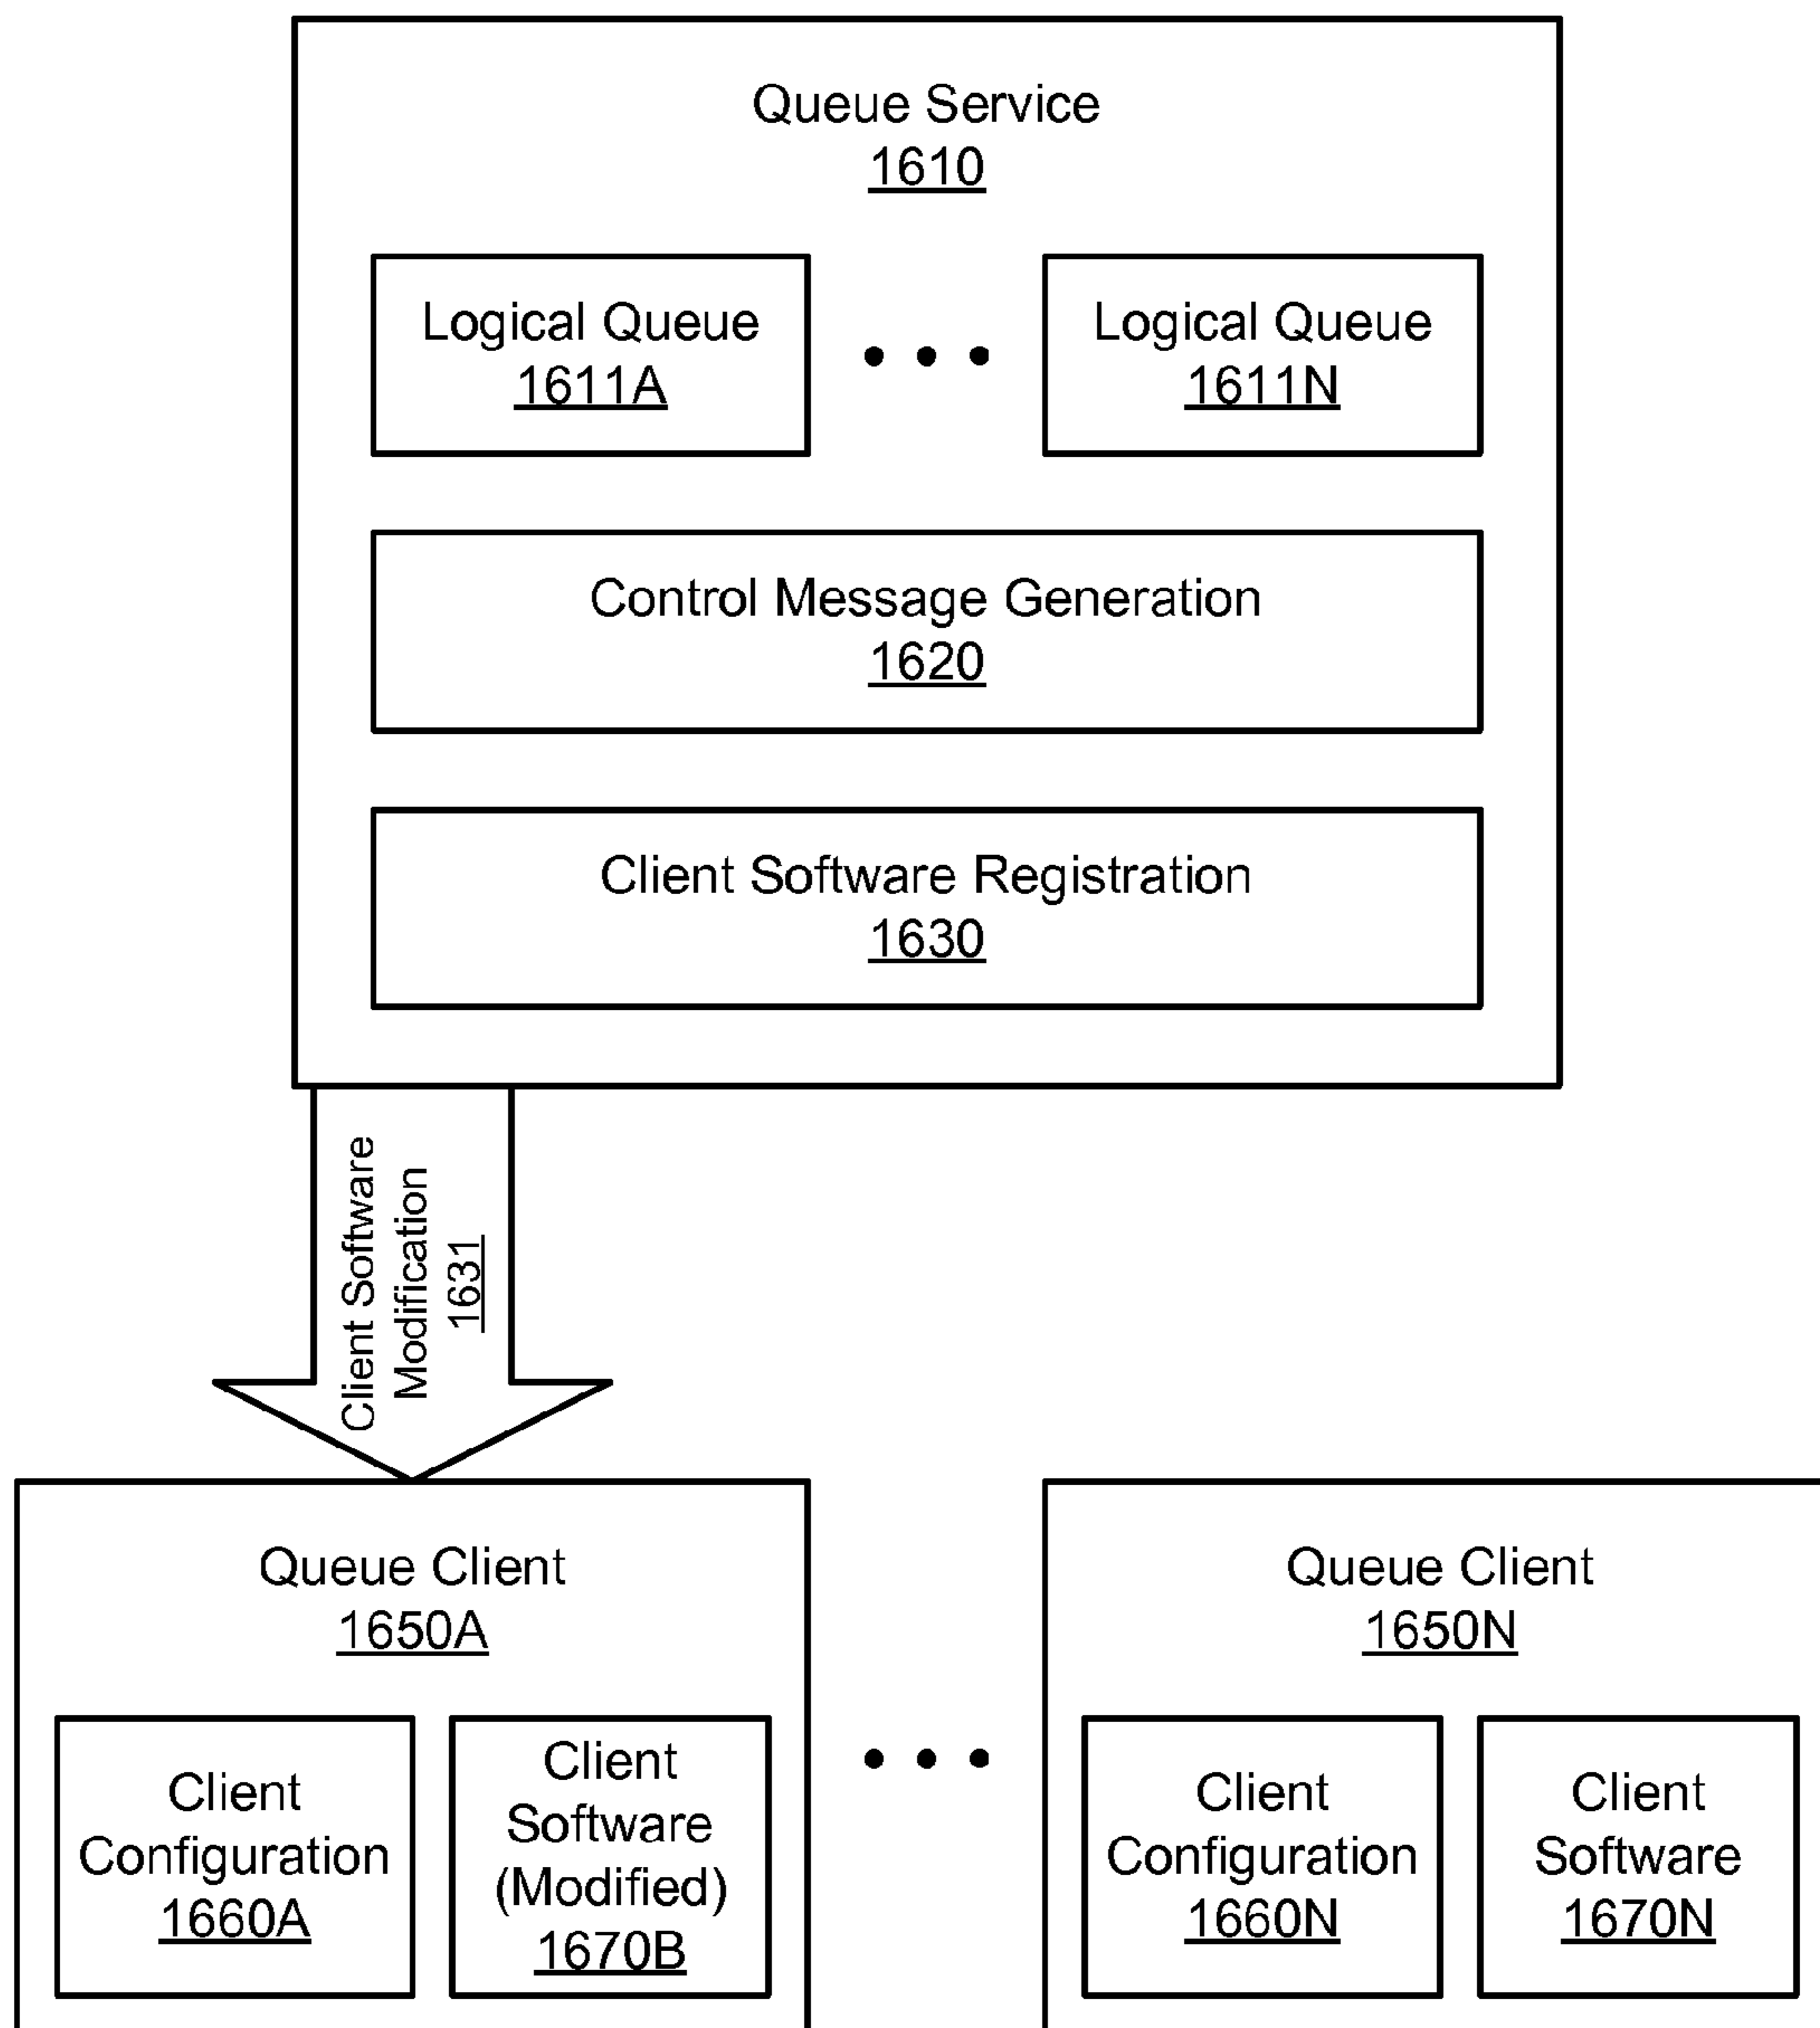 Queue Service
1610
Logical Queue
1611A
Logical Queue
1611N
Control Message Generation
1620
Client Software Registration
1630
Client Software
Modification
1631
Queue Client
1650A
Client
Configuration
1660A
Client
Software
(Modified)
1670B
Queue Client
1650N
Client
Configuration
1660N
Client
Software
1670N